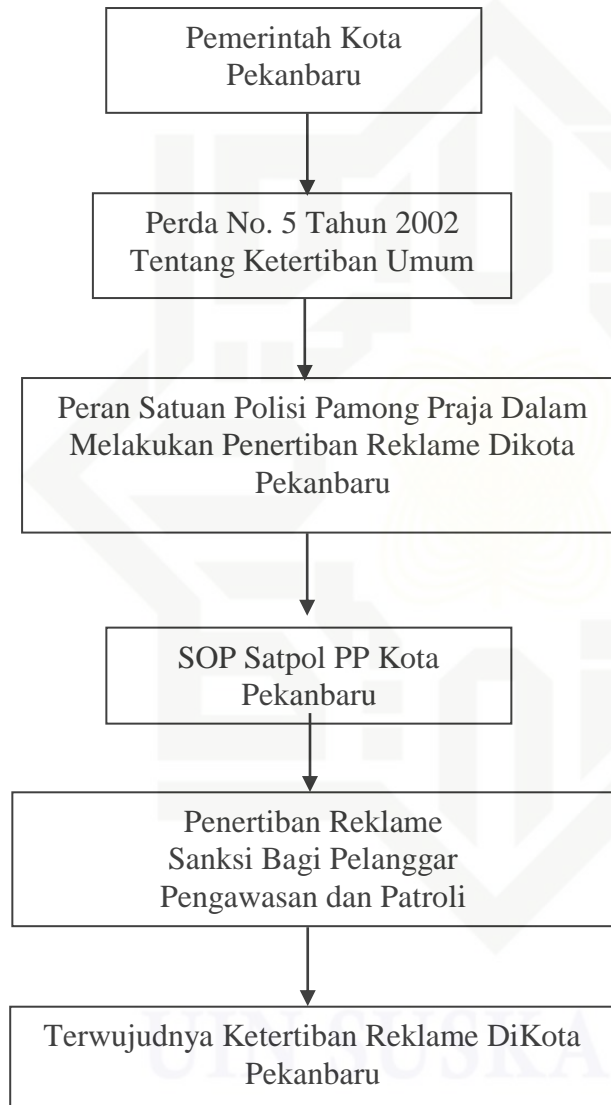 Pemerintah Kota
Pekanbaru
Perda No. 5 Tahun 2002
Tentang Ketertiban Umum
Peran Satuan Polisi Pamong Praja Dalam
Melakukan Penertiban Reklame Dikota
Pekanbaru
SOP Satpol PP Kota
Pekanbaru
Penertiban Reklame
Sanksi Bagi Pelanggar
Pengawasan dan Patroli
Terwujudnya Ketertiban Reklame DiKota
Pekanbaru
UIN SUSKA